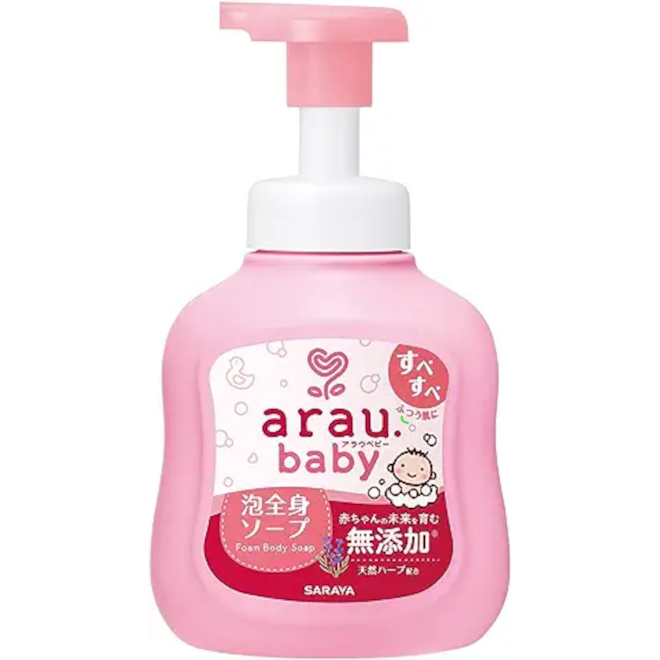 すべ
すべ
ふつう肌に
arau.
アラウベビー
baby
泡全身
ソープ
Foam Body Soap
赤ちゃんの未来を育む
無添加®
天然ハーブ配合
SARAYA